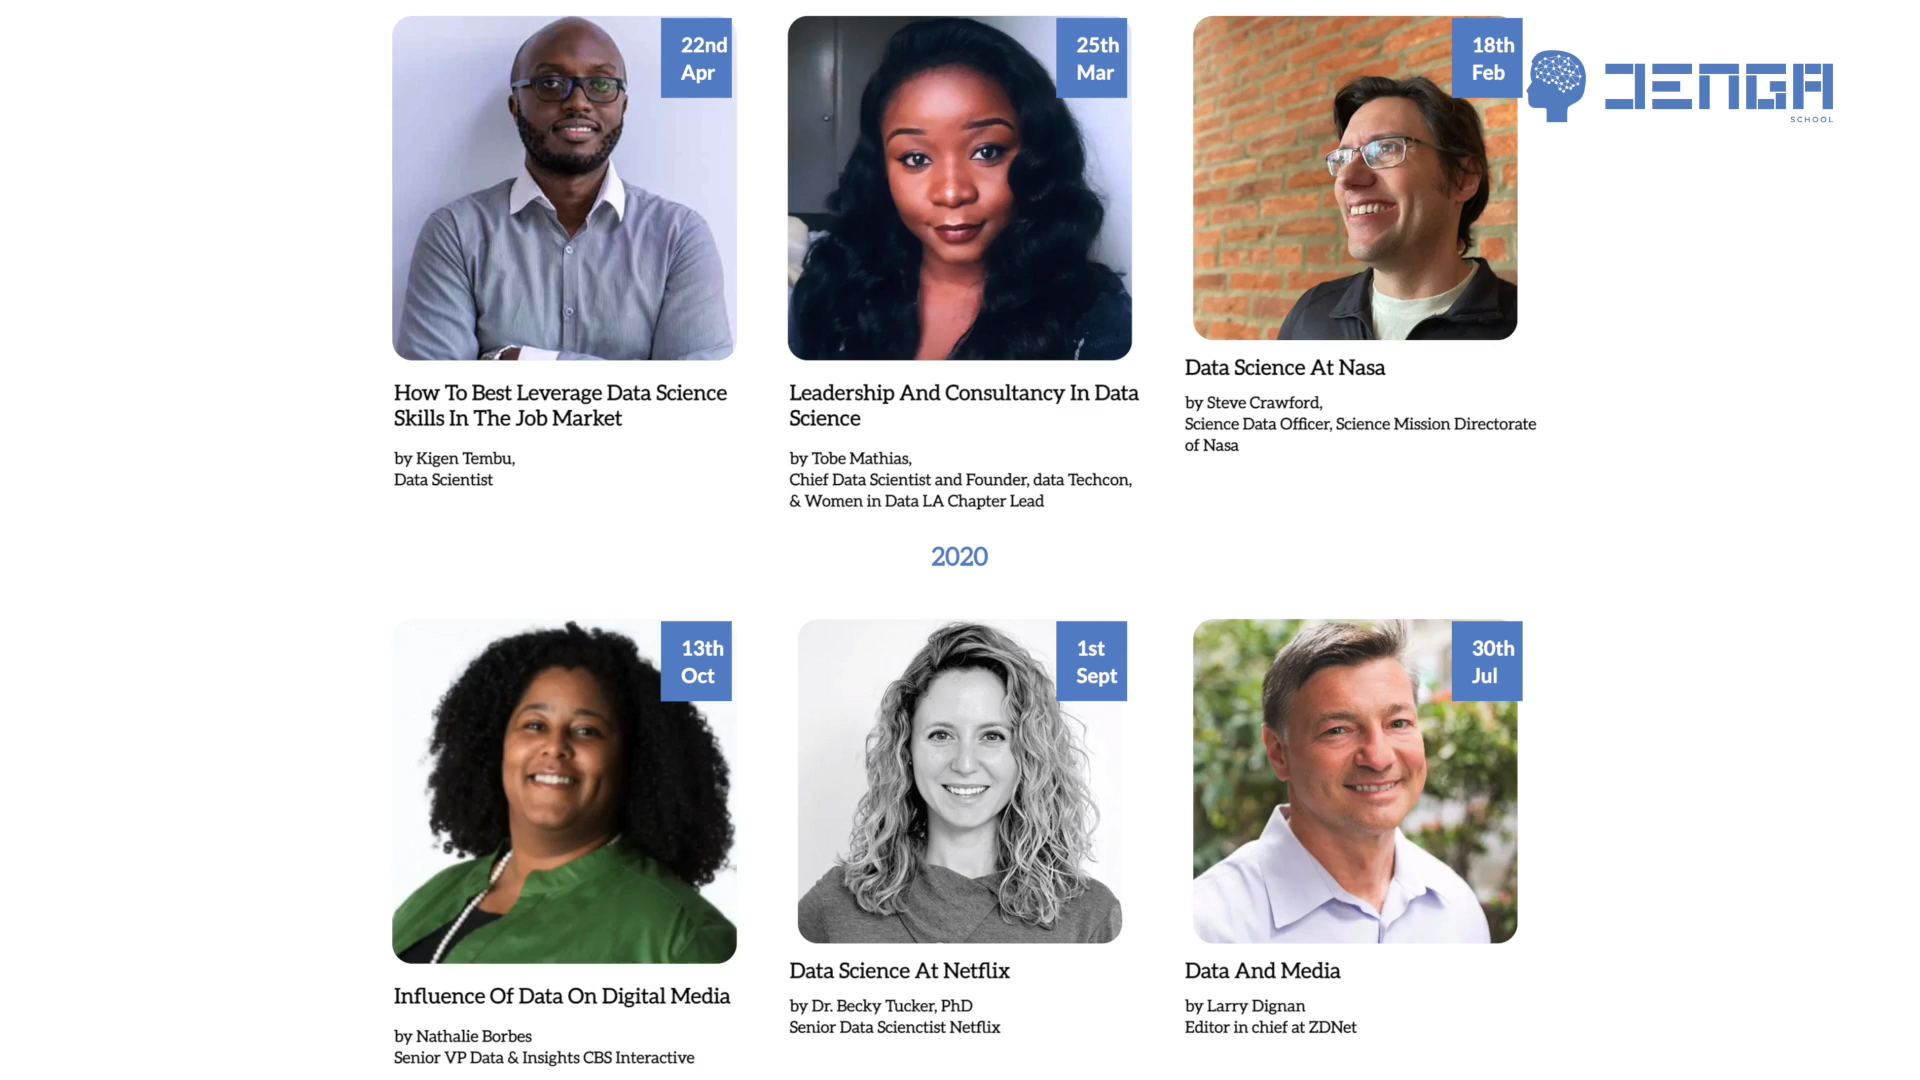 22nd
Apr
25th
Mar
18th
Feb
JENGA
SCHOOL
How To Best Leverage Data Science
Skills In The Job Market
by Kigen Tembu,
Data Scientist
Leadership And Consultancy In Data
Science
by Tobe Mathias,
Chief Data Scientist and Founder, data Techcon,
& Women in Data LA Chapter Lead
Data Science At Nasa
by Steve Crawford,
Science Data Officer, Science Mission Directorate
of Nasa
2020
13th
Oct
1st
Sept
30th
Jul
Influence Of Data On Digital Media
by Nathalie Borbes
Senior VP Data & Insights CBS Interactive
Data Science At Netflix
by Dr. Becky Tucker, PhD
Senior Data Scienctist Netflix
Data And Media
by Larry Dignan
Editor in chief at ZDNet